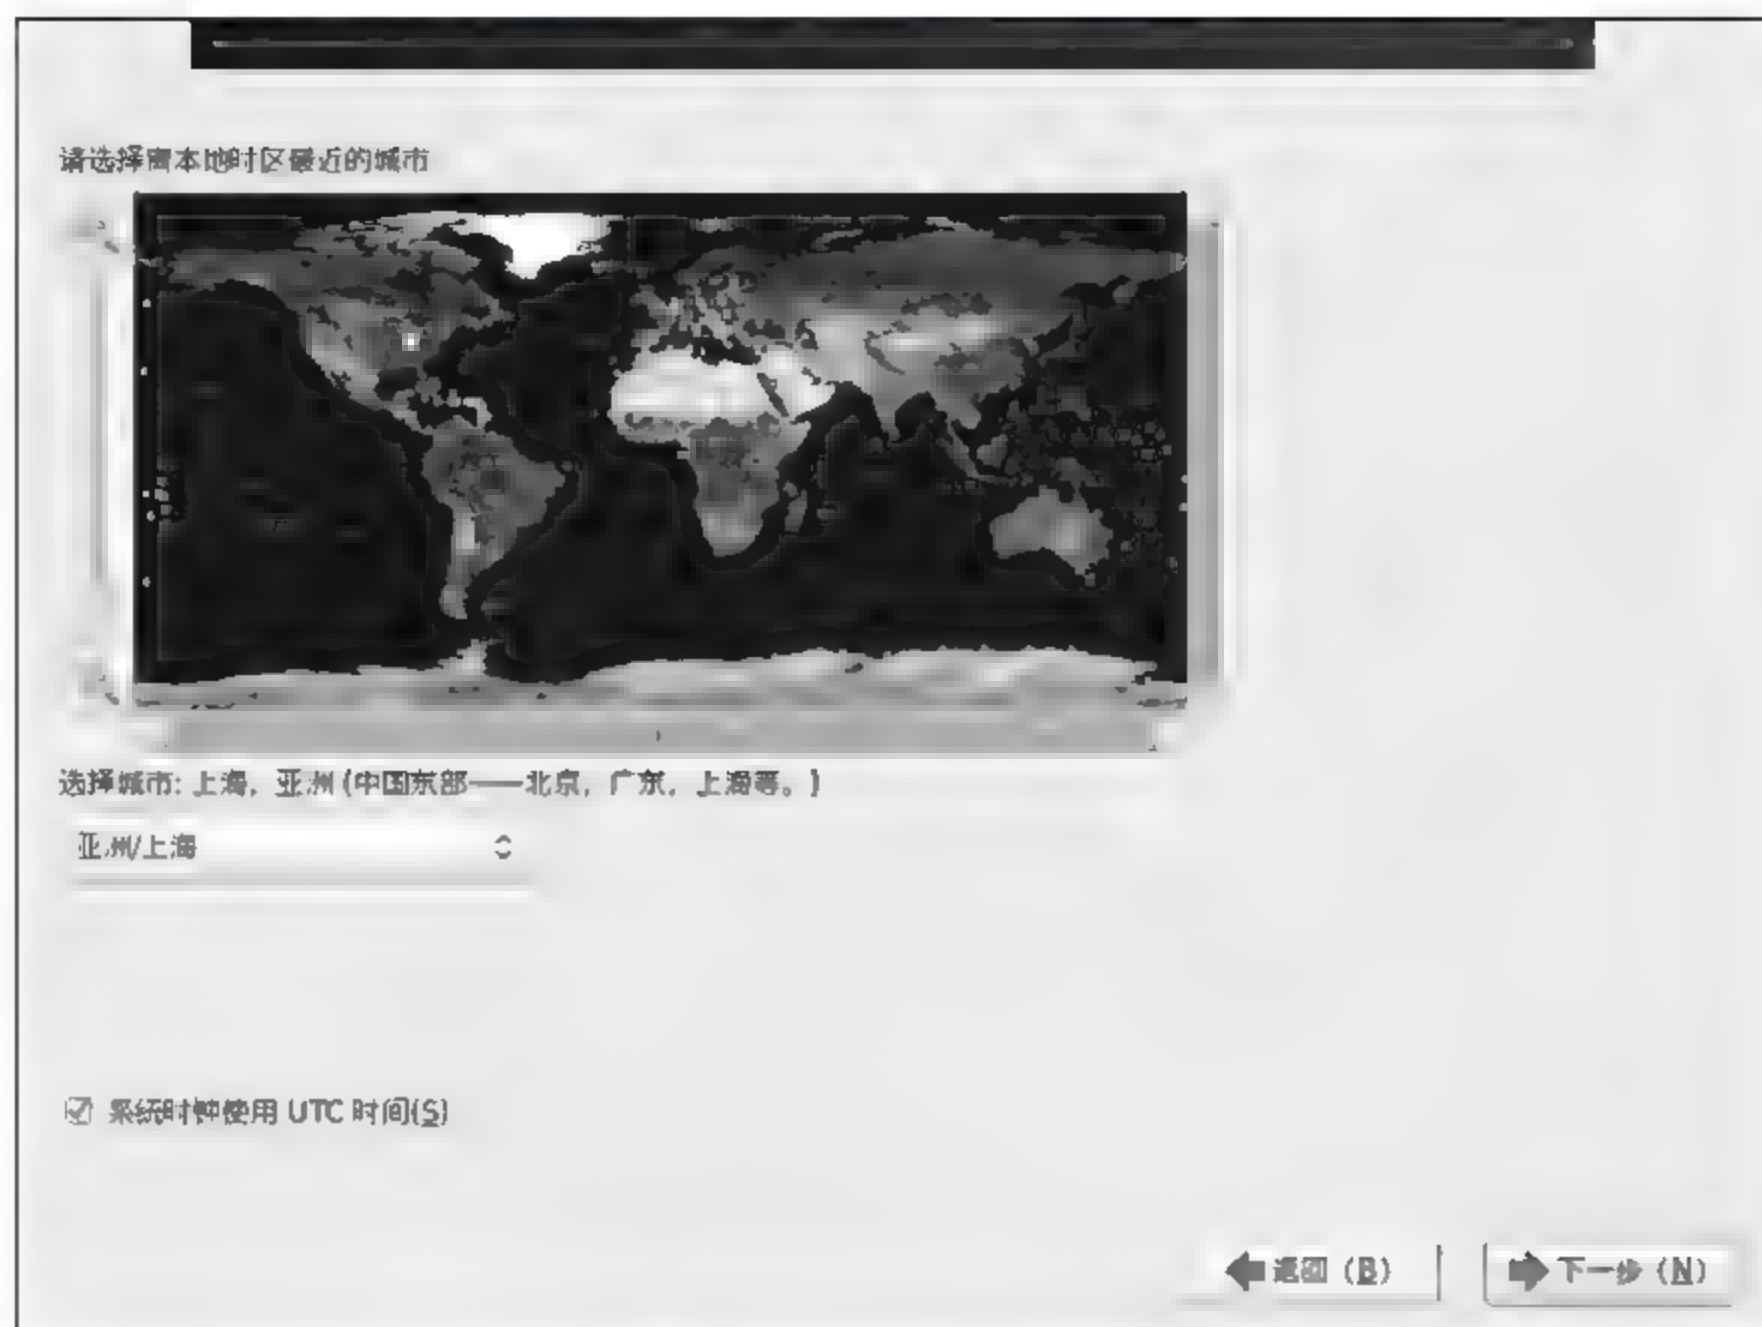 请选择离本地时区最近的城市
选择城市: 上海, 亚洲 (中国东部——北京, 广东, 上海等。)
亚洲/上海
系统时钟使用 UTC 时间(S)
返回 (B)
下一步 (N)